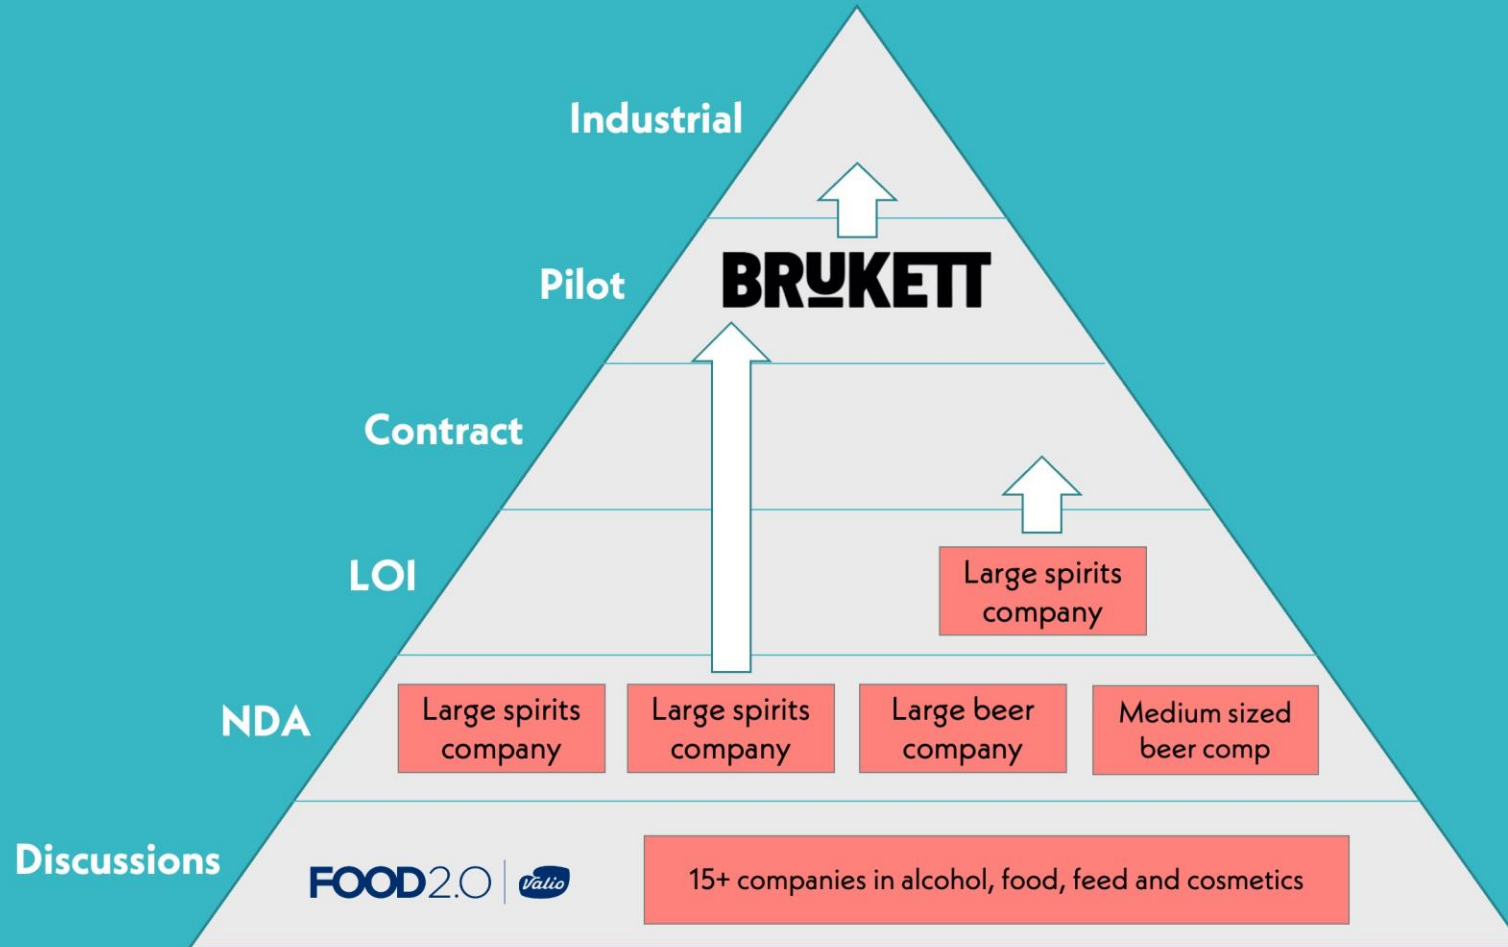 Industrial
Pilot
BRUKETT
Contract
LOI
Large spirits
company
NDA
Large spirits
company
Large spirits
company
Large beer
company
Medium sized
beer comp
Discussions
FOOD2.0
Valio
15+ companies in alcohol, food, feed and cosmetics